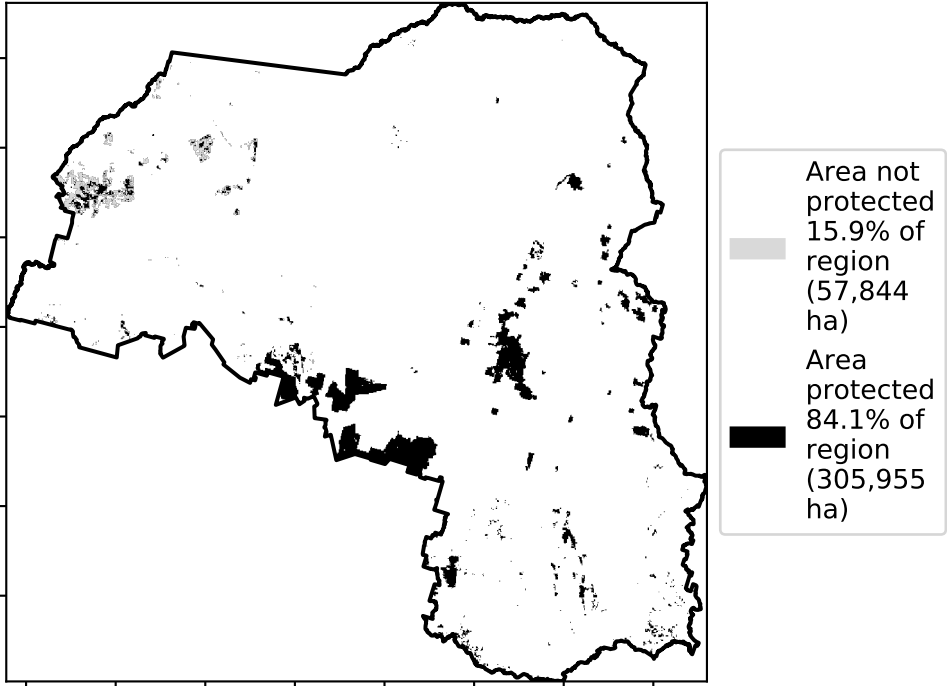 Area not
protected
15.9% of
region
(57,844
ha)
Area
protected
84.1% of
region
(305,955
ha)